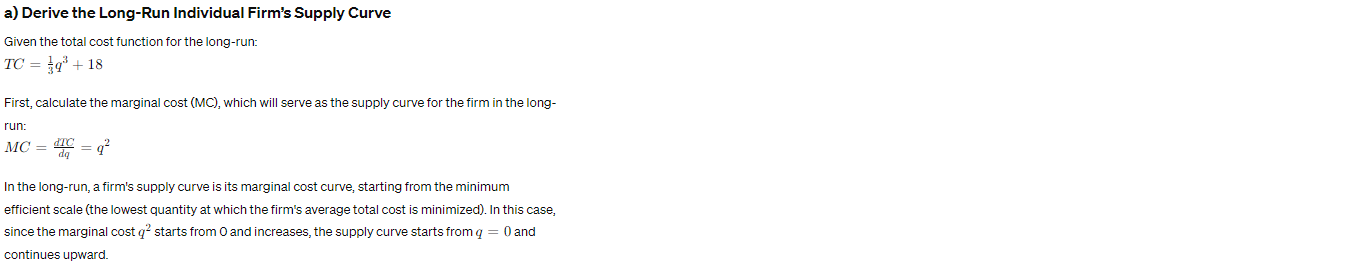 a) Derive the Long-Run Individual Firm's Supply Curve
Given the total cost function for the long-run:
TC = \frac{1}{3}q^3 + 18
First, calculate the marginal cost (MC), which will serve as the supply curve for the firm in the long-
run:
MC = \frac{dTC}{dq} = q^2
In the long-run, a firm's supply curve is its marginal cost curve, starting from the minimum
efficient scale (the lowest quantity at which the firm's average total cost is minimized). In this case,
since the marginal cost q^2 starts from 0 and increases, the supply curve starts from q = 0 and
continues upward.